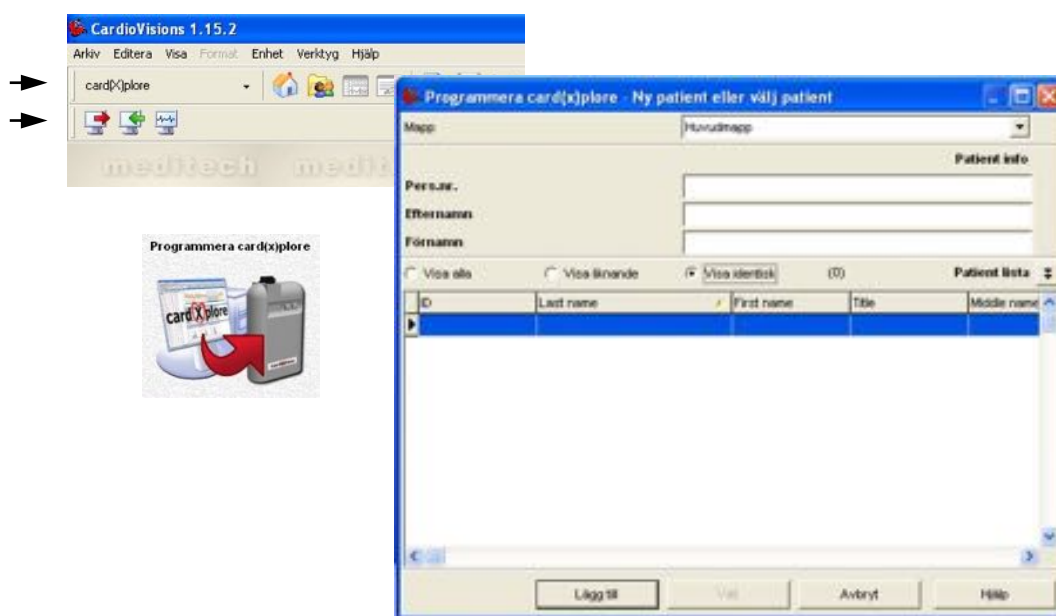 CardioVisions 1.15.2
Arkiv Editera Visa Format Enhet Verktyg Hjälp
card(X)plore
meditech medit
Programmera card(x)plore
card(X)plore
Programmera card(x)plore - Ny patient eller välj patient
Mapp Huvudmapp
Patient info
Pers.nr.
Efternamn
Förnamn
Visa alla Visa liknande Visa identisk (0) Patient lista
ID Last name First name Title Middle name
Lägg till Välj Avbryt Hjälp